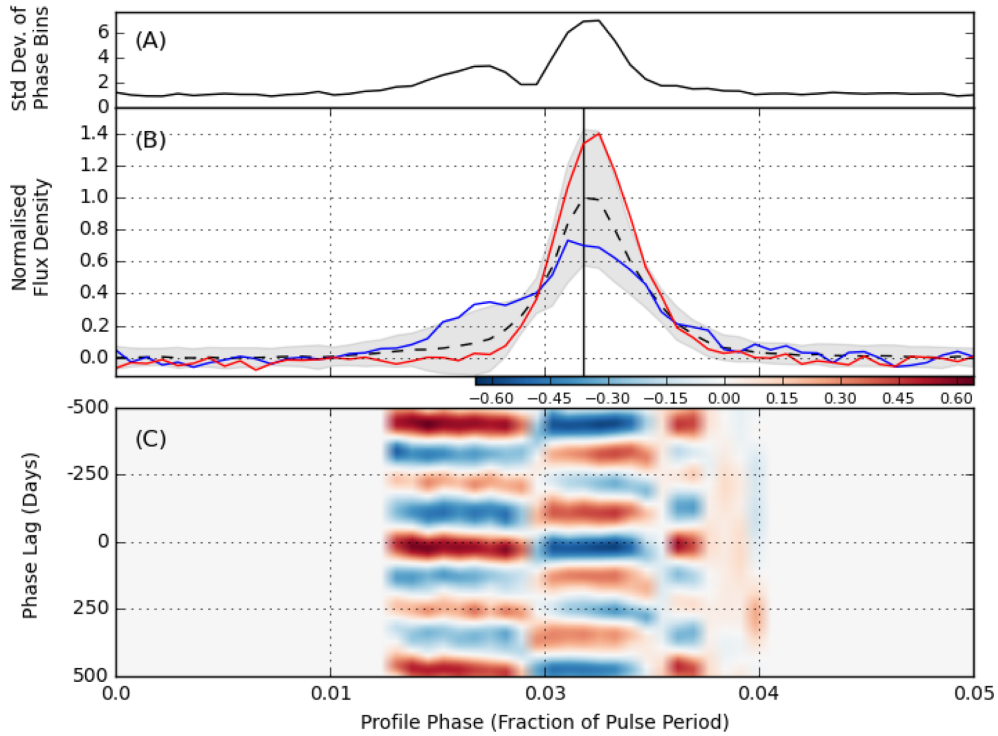 Std Dev. of
Phase Bins
(A)
6
4
2
0
Normalised
Flux Density
(B)
1.4
1.2
1.0
0.8
0.6
0.4
0.2
0.0
−0.60 −0.45 −0.30 −0.15 0.00 0.15 0.30 0.45 0.60
Phase Lag (Days)
(C)
-500
-250
0
250
500
0.0 0.01 0.03 0.04 0.05
Profile Phase (Fraction of Pulse Period)